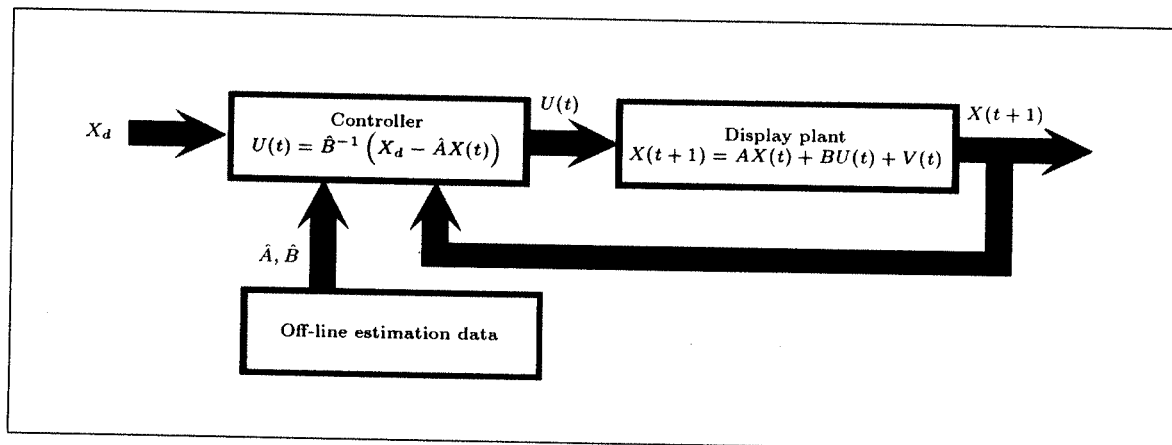 X_d
Controller
U(t) = B̂⁻¹ (X_d − ÂX(t))
U(t)
Display plant
X(t+1) = AX(t) + BU(t) + V(t)
X(t+1)
Â, B̂
Off-line estimation data